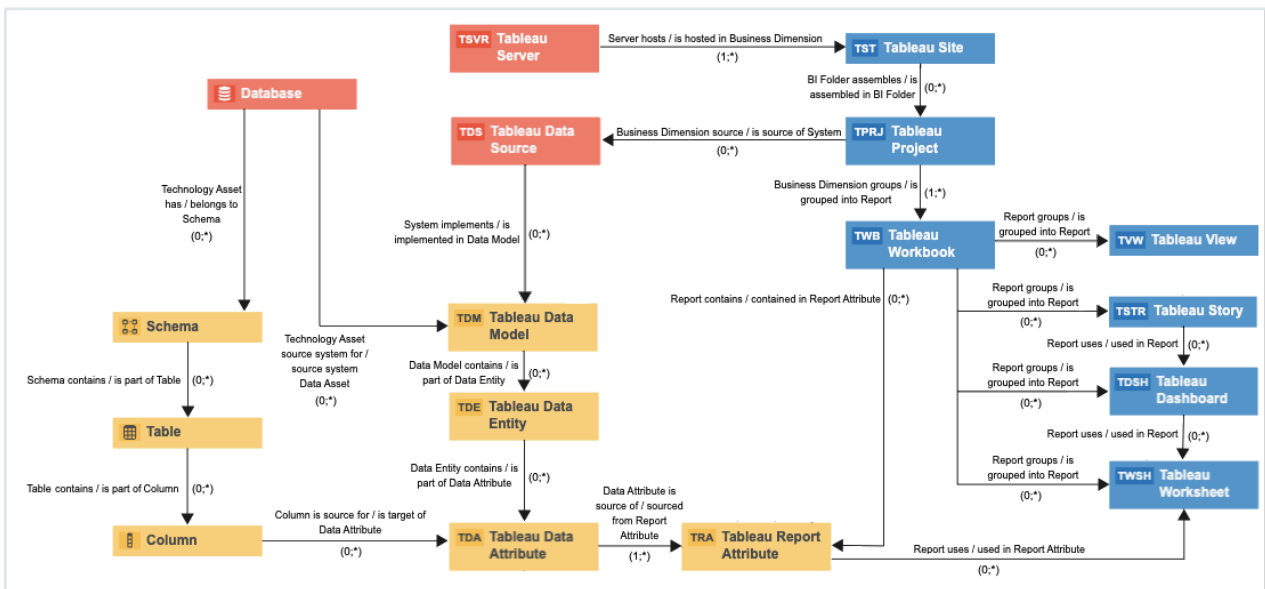 TSVR Tableau
Server
Server hosts / is hosted in Business Dimension
(1;*)
TST Tableau Site
BI Folder assembles / is
assembled in BI Folder
(0;*)
Database
TDS Tableau Data
Source
Business Dimension source / is source of System
(0;*)
TPRJ Tableau
Project
Technology Asset
has / belongs to
Schema
(0;*)
System implements / is
implemented in Data Model
(0;*)
Business Dimension groups / is
grouped into Report
(1;*)
TWB Tableau
Workbook
Report groups / is
grouped into Report
(0;*)
TVW Tableau View
Report contains / contained in Report Attribute
(0;*)
Report groups / is
grouped into Report
(0;*)
TSTR Tableau Story
Schema
Technology Asset
source system for /
source system
Data Asset
(0;*)
TDM Tableau Data
Model
Report uses / used in Report
(0;*)
Schema contains / is part of Table
(0;*)
Data Model contains / is
part of Data Entity
(0;*)
Report groups / is
grouped into Report
(0;*)
TDSH Tableau
Dashboard
Table
TDE Tableau Data
Entity
Report uses / used in Report
(0;*)
Table contains / is part of Column
(0;*)
Data Entity contains / is
part of Data Attribute
(0;*)
Report groups / is
grouped into Report
(0;*)
TWSH Tableau
Worksheet
Column
Column is source for / is target of
Data Attribute
(0;*)
TDA Tableau Data
Attribute
Data Attribute is
source of / sourced
from Report
Attribute
(1;*)
TRA Tableau Report
Attribute
Report uses / used in Report Attribute
(0;*)